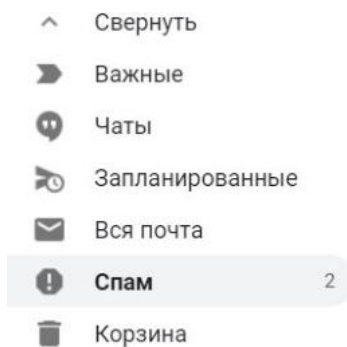 Свернуть
Важные
Чаты
Запланированные
Вся почта
Спам 2
Корзина